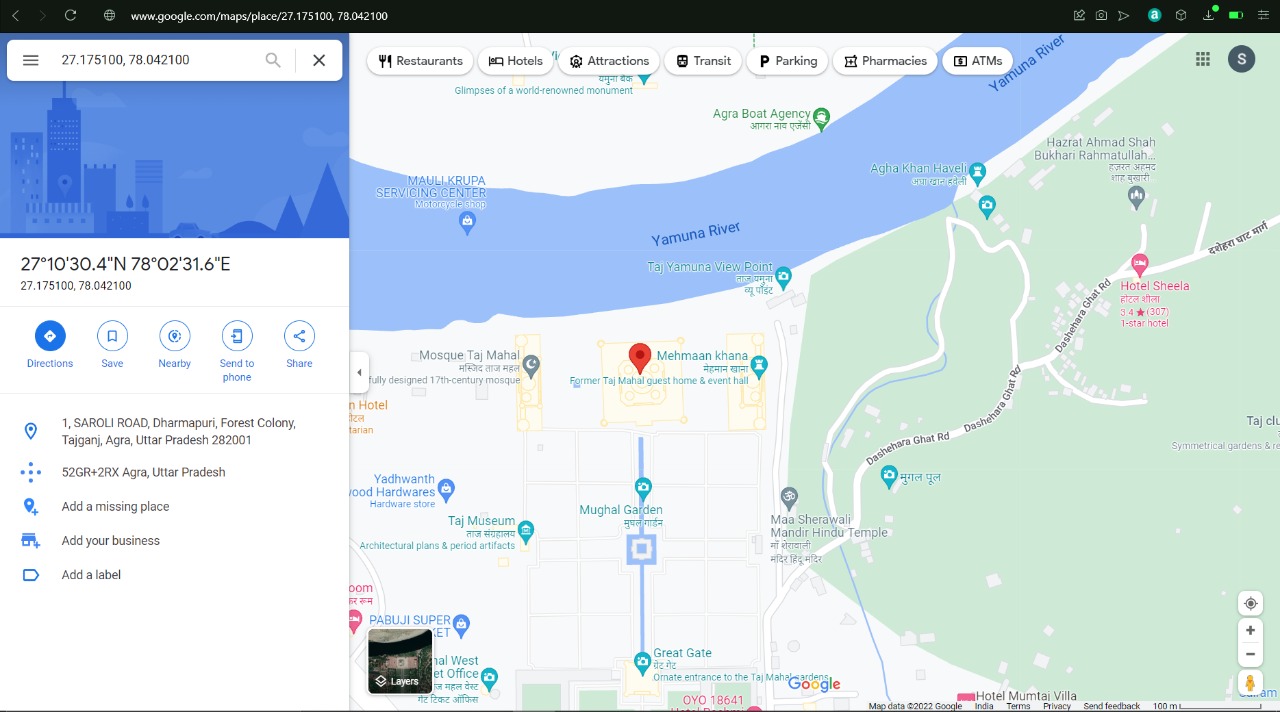 www.google.com/maps/place/27.175100, 78.042100
a
27.175100, 78.042100
Restaurants
Hotels
Attractions
Transit
Parking
Pharmacies
ATMs
S
27°10'30.4"N 78°02'31.6"E
27.175100, 78.042100
Directions
Save
Nearby
Send to
phone
Share
1, SAROLI ROAD, Dharmapuri, Forest Colony,
Tajganj, Agra, Uttar Pradesh 282001
52GR+2RX Agra, Uttar Pradesh
Add a missing place
Add your business
Add a label
Glimpses of a world-renowned monument
Yamuna River
Agra Boat Agency
आगरा नाव एजेंसी
Hazrat Ahmad Shah
Bukhari Rahmatullah...
हज़रत अहमद
शाह बुखारी
MAULI KRUPA
SERVICING CENTER
Motorcycle shop
Agha Khan Haveli
Yamuna River
दशहरा घाट मार्ग
Taj Yamuna View Point
ताज यमुना
व्यू पॉइंट
Hotel Sheela
होटल शीला
3.4 ★ (307)
1-star hotel
Dashehara Ghat Rd
Mosque Taj Mahal
मस्जिद ताज महल
fully designed 17th-century mosque
Mehmaan khana
मेहमान खाना
Former Taj Mahal guest home & event hall
n Hotel
टल
tarian
Dashehara Ghat Rd
Dashehara Ghat Rd
Taj clu
Symmetrical gardens & re
मुगल पूल
Yadhwanth
vood Hardwares
Hardware store
Mughal Garden
मुघल गार्डन
Taj Museum
ताज संग्रहालय
Architectural plans & period artifacts
Maa Sherawali
Mandir Hindu Temple
माँ शेरावाली
मंदिर हिंदू मंदिर
oom
PABUJI SUPER
KET
Layers
nal West
et Office
ाज महल वेस्ट
गेट टिकट ऑफिस
Great Gate
ग्रेट गेट
Ornate entrance to the Taj Mahal gardens
Google
OYO 18641
Hotel Mumtaj Villa
Map data ©2022 Google
India
Terms
Privacy
Send feedback
100 m